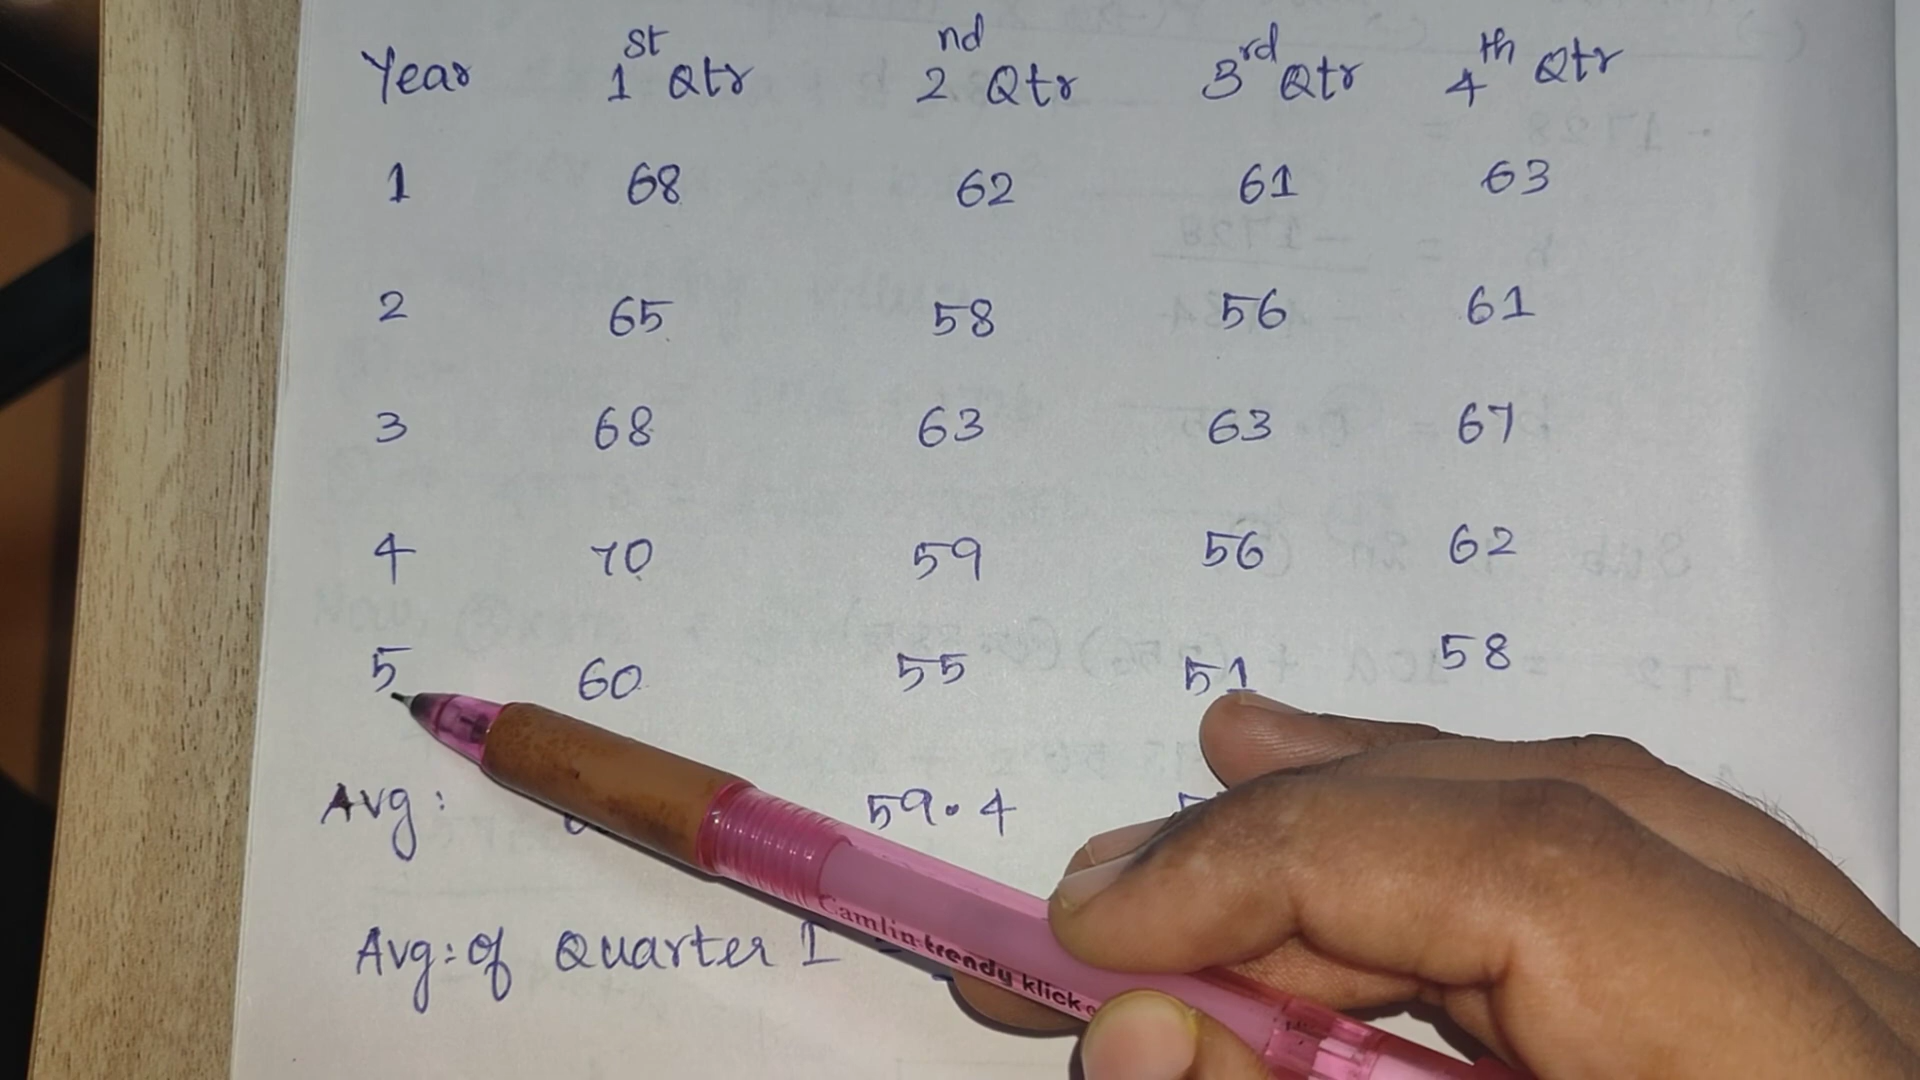 Year 1st Qtr 2nd Qtr 3rd Qtr 4th Qtr
1 68 62 61 63
2 65 58 56 61
3 68 63 63 67
4 70 59 56 62
5 60 55 51 58
Avg: 59.4
Avg: of Quarter I =
Camlin trendy klick